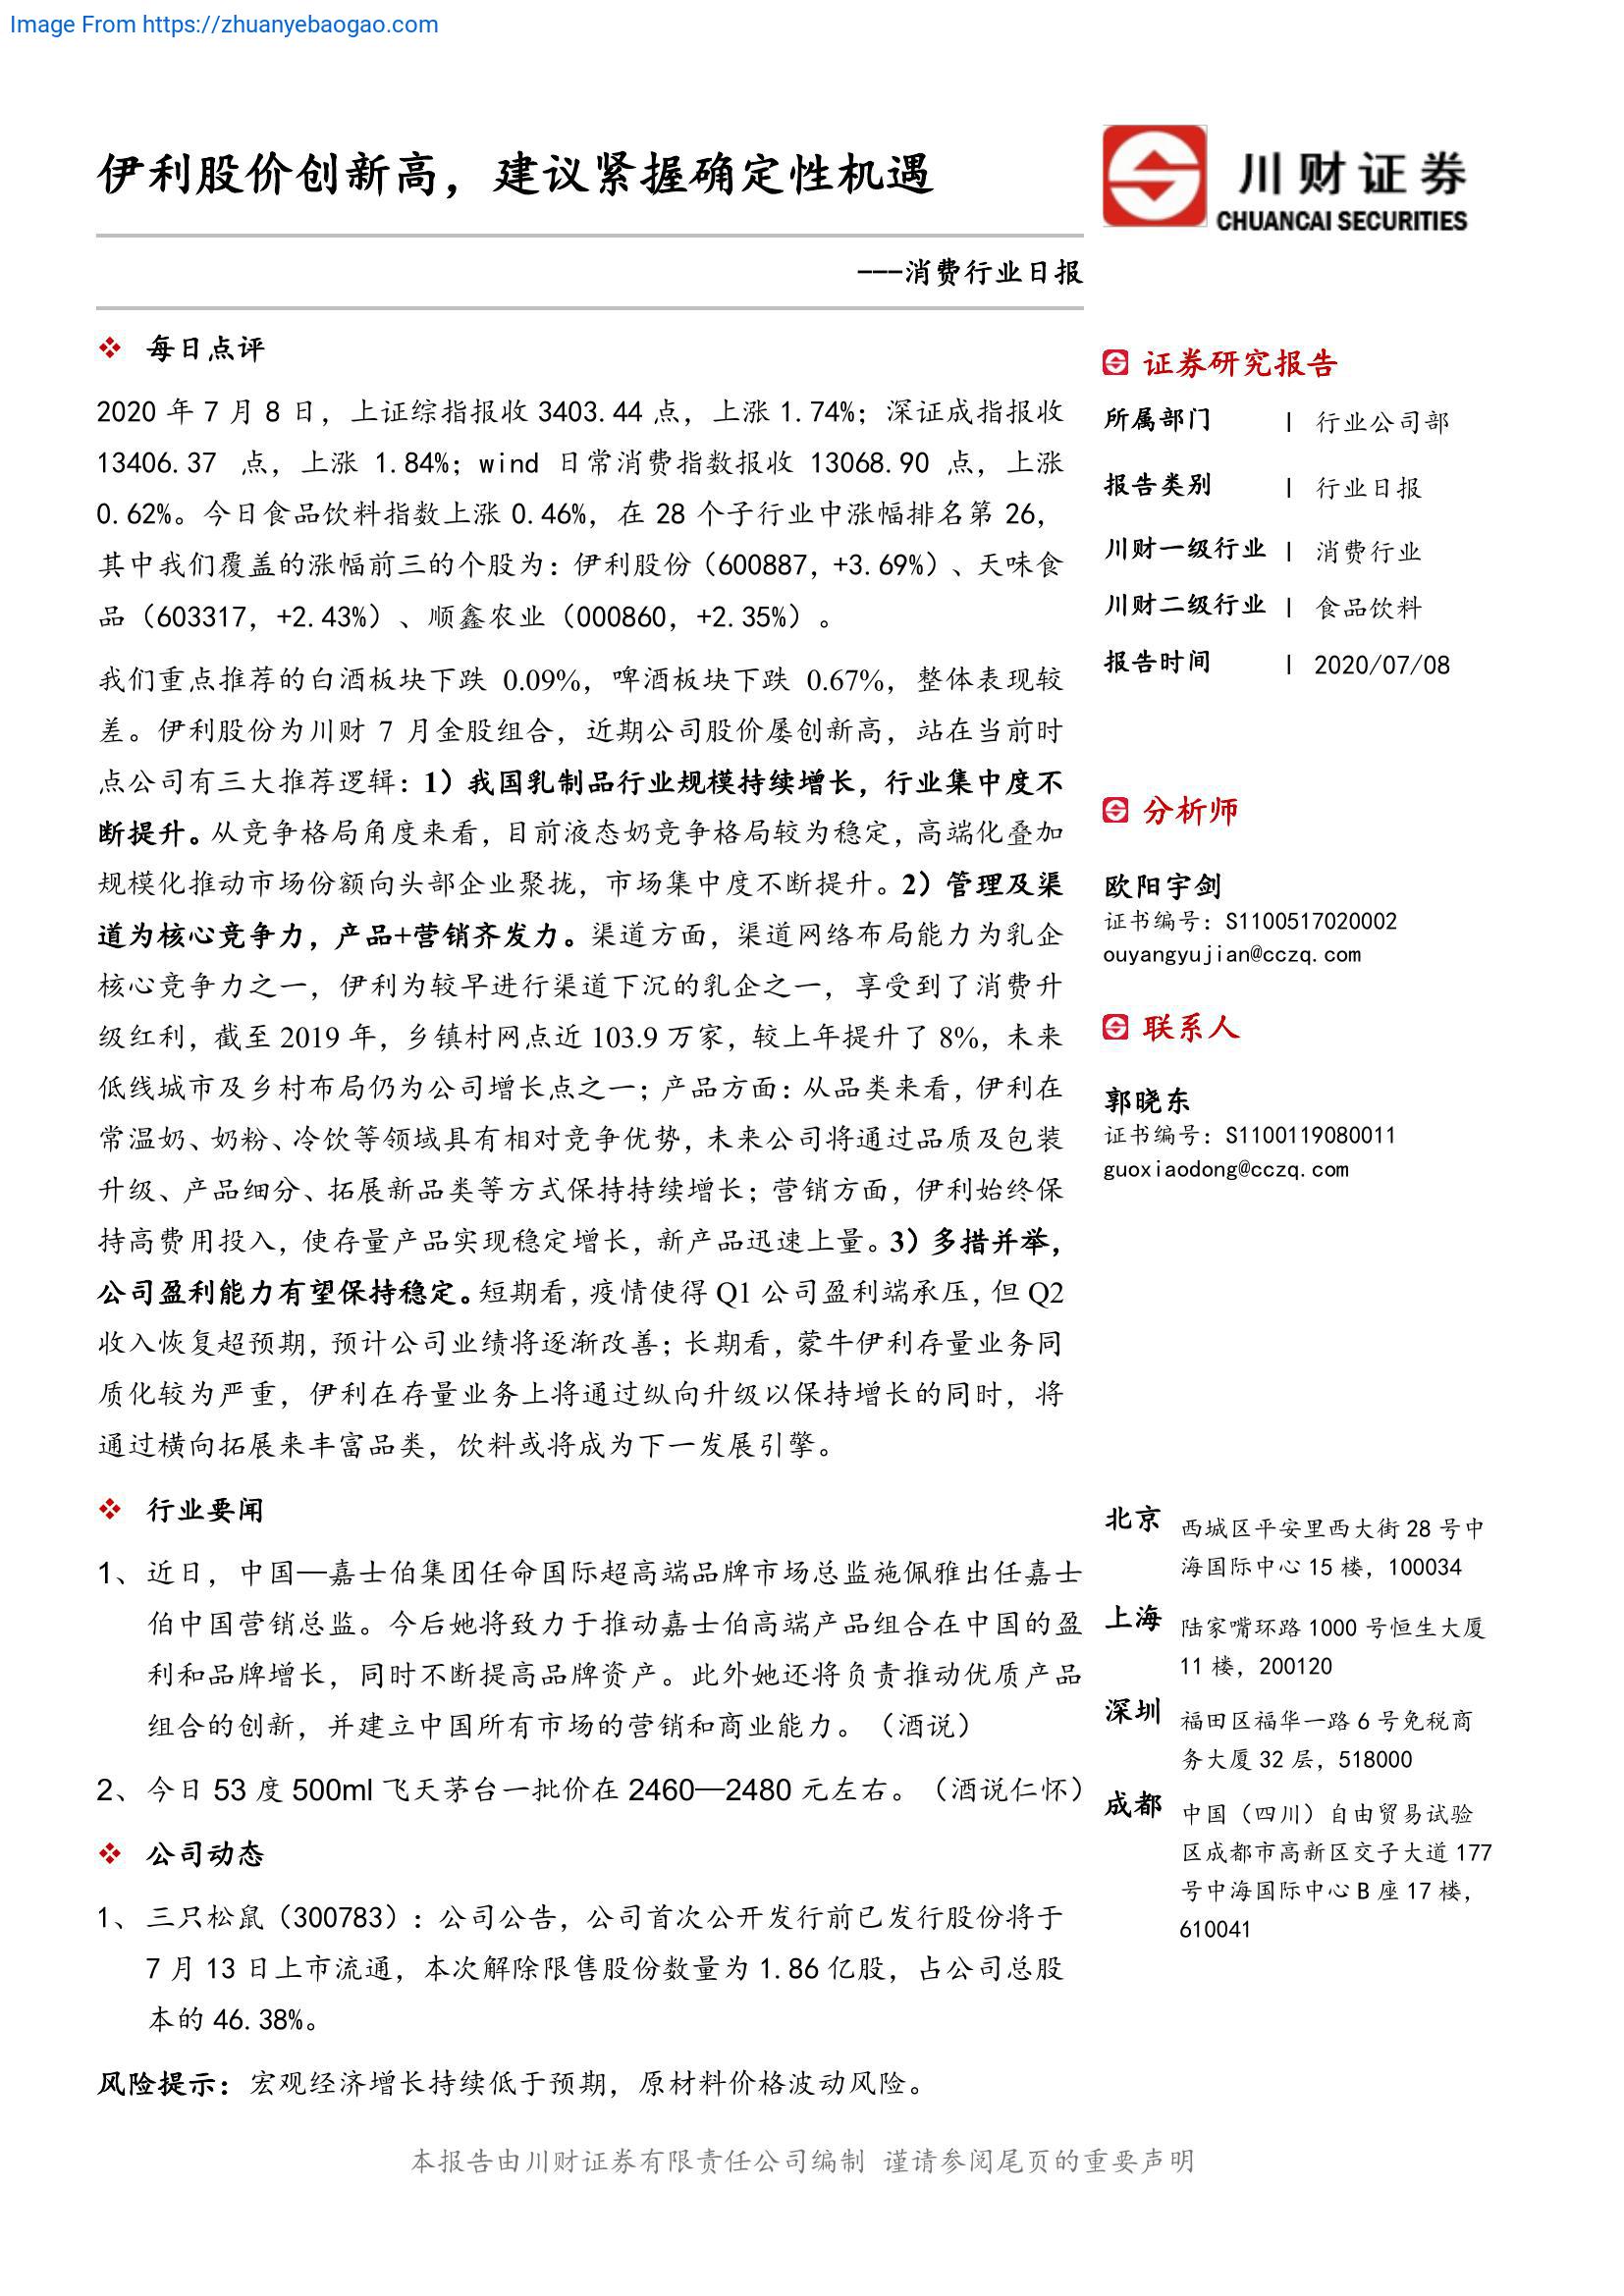 Image From https://zhuanyebaogao.com
伊利股价创新高，建议紧握确定性机遇
川财证券
CHUANCAI SECURITIES
---消费行业日报
❖ 每日点评
2020 年 7 月 8 日，上证综指报收 3403.44 点，上涨 1.74%；深证成指报收
13406.37 点，上涨 1.84%；wind 日常消费指数报收 13068.90 点，上涨
0.62%。今日食品饮料指数上涨 0.46%，在 28 个子行业中涨幅排名第 26，
其中我们覆盖的涨幅前三的个股为：伊利股份（600887，+3.69%）、天味食
品（603317，+2.43%）、顺鑫农业（000860，+2.35%）。
我们重点推荐的白酒板块下跌 0.09%，啤酒板块下跌 0.67%，整体表现较
差。伊利股份为川财 7 月金股组合，近期公司股价屡创新高，站在当前时
点公司有三大推荐逻辑：1）我国乳制品行业规模持续增长，行业集中度不
断提升。从竞争格局角度来看，目前液态奶竞争格局较为稳定，高端化叠加
规模化推动市场份额向头部企业聚拢，市场集中度不断提升。2）管理及渠
道为核心竞争力，产品+营销齐发力。渠道方面，渠道网络布局能力为乳企
核心竞争力之一，伊利为较早进行渠道下沉的乳企之一，享受到了消费升
级红利，截至 2019 年，乡镇村网点近 103.9 万家，较上年提升了 8%，未来
低线城市及乡村布局仍为公司增长点之一；产品方面：从品类来看，伊利在
常温奶、奶粉、冷饮等领域具有相对竞争优势，未来公司将通过品质及包装
升级、产品细分、拓展新品类等方式保持持续增长；营销方面，伊利始终保
持高费用投入，使存量产品实现稳定增长，新产品迅速上量。3）多措并举，
公司盈利能力有望保持稳定。短期看，疫情使得 Q1 公司盈利端承压，但 Q2
收入恢复超预期，预计公司业绩将逐渐改善；长期看，蒙牛伊利存量业务同
质化较为严重，伊利在存量业务上将通过纵向升级以保持增长的同时，将
通过横向拓展来丰富品类，饮料或将成为下一发展引擎。
❖ 行业要闻
1、近日，中国—嘉士伯集团任命国际超高端品牌市场总监施佩雅出任嘉士
伯中国营销总监。今后她将致力于推动嘉士伯高端产品组合在中国的盈
利和品牌增长，同时不断提高品牌资产。此外她还将负责推动优质产品
组合的创新，并建立中国所有市场的营销和商业能力。（酒说）
2、今日 53 度 500ml 飞天茅台一批价在 2460—2480 元左右。（酒说仁怀）
❖ 公司动态
1、三只松鼠（300783）：公司公告，公司首次公开发行前已发行股份将于
7 月 13 日上市流通，本次解除限售股份数量为 1.86 亿股，占公司总股
本的 46.38%。
风险提示：宏观经济增长持续低于预期，原材料价格波动风险。
证券研究报告
所属部门 | 行业公司部
报告类别 | 行业日报
川财一级行业 | 消费行业
川财二级行业 | 食品饮料
报告时间 | 2020/07/08
分析师
欧阳宇剑
证书编号：S1100517020002
ouyangyujian@cczq.com
联系人
郭晓东
证书编号：S1100119080011
guoxiaodong@cczq.com
北京 西城区平安里西大街 28 号中
海国际中心 15 楼，100034
上海 陆家嘴环路 1000 号恒生大厦
11 楼，200120
深圳 福田区福华一路 6 号免税商
务大厦 32 层，518000
成都 中国（四川）自由贸易试验
区成都市高新区交子大道 177
号中海国际中心 B 座 17 楼，
610041
本报告由川财证券有限责任公司编制 谨请参阅尾页的重要声明